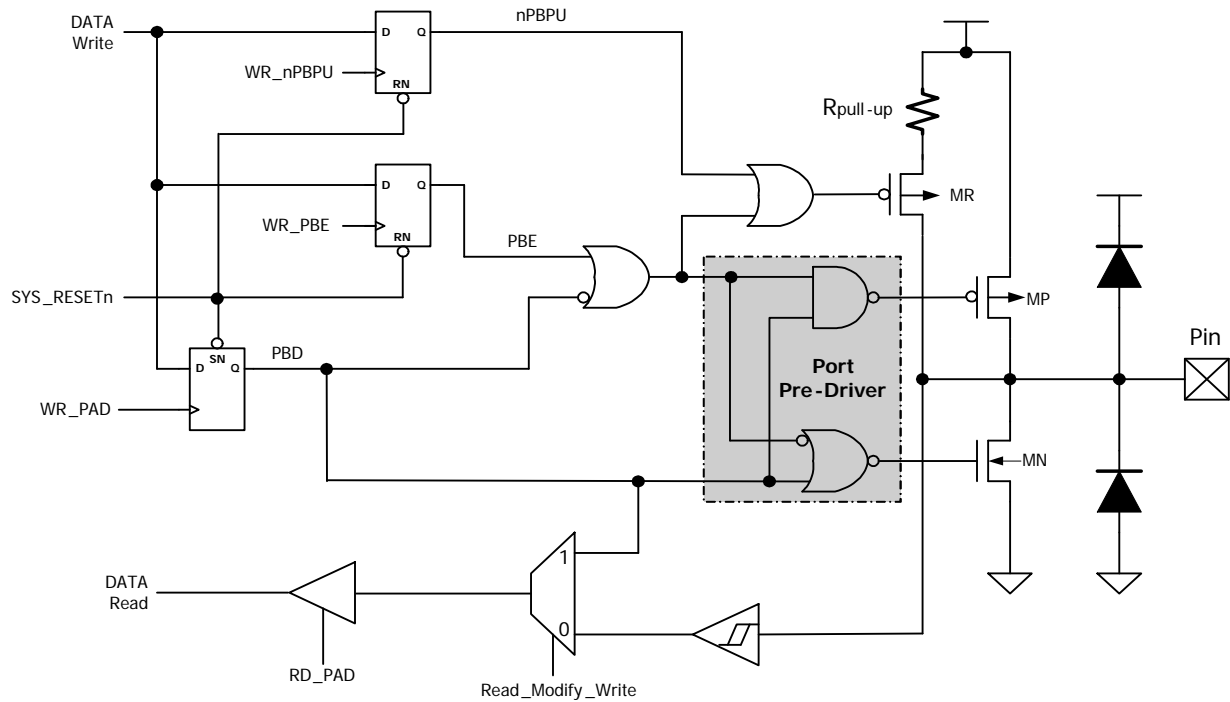 DATA
Write
nPBPU
D
Q
WR_nPBPU
RN
Rpull-up
D
Q
MR
WR_PBE
RN
PBE
SYS_RESETn
MP
SN
PBD
D
Q
Port
Pre-Driver
Pin
WR_PAD
MN
1
DATA
Read
0
RD_PAD
Read_Modify_Write